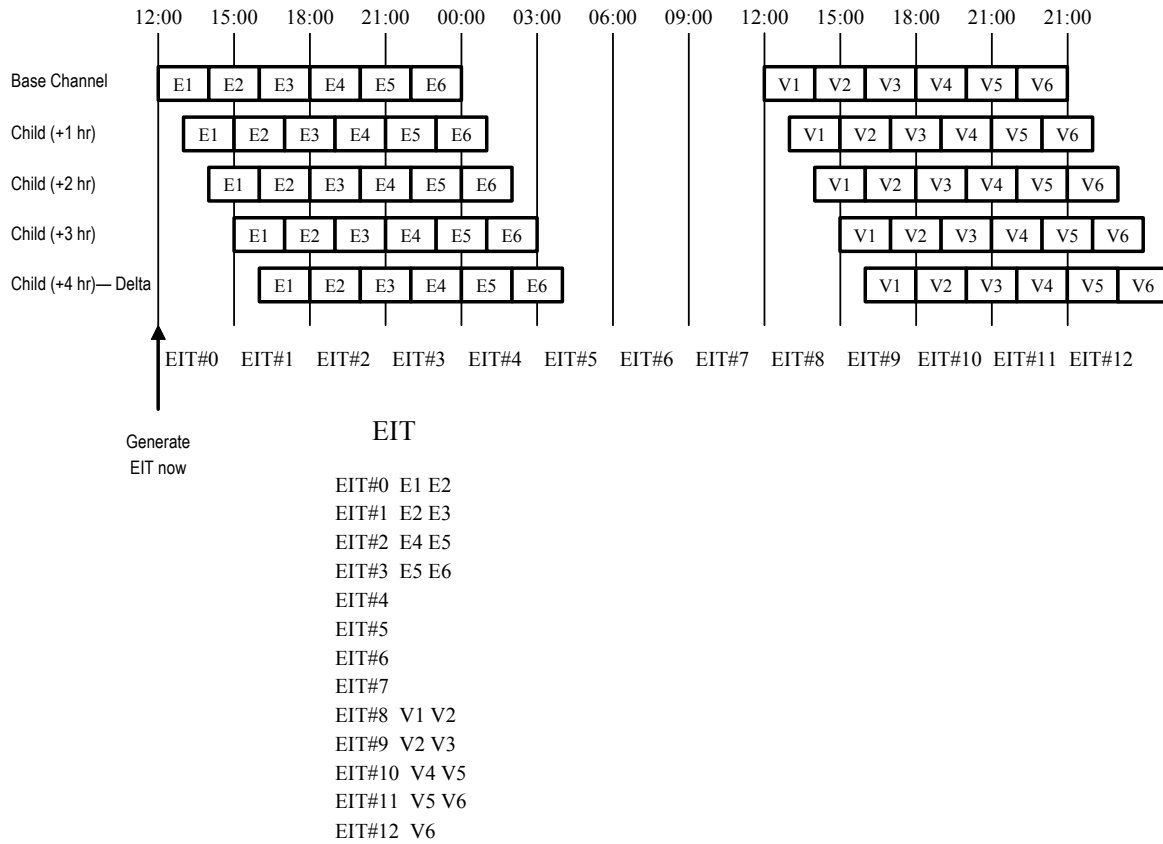 12:00 15:00 18:00 21:00 00:00 03:00 06:00 09:00 12:00 15:00 18:00 21:00 21:00
Base Channel E1 E2 E3 E4 E5 E6 V1 V2 V3 V4 V5 V6
Child (+1 hr) E1 E2 E3 E4 E5 E6 V1 V2 V3 V4 V5 V6
Child (+2 hr) E1 E2 E3 E4 E5 E6 V1 V2 V3 V4 V5 V6
Child (+3 hr) E1 E2 E3 E4 E5 E6 V1 V2 V3 V4 V5 V6
Child (+4 hr)— Delta E1 E2 E3 E4 E5 E6 V1 V2 V3 V4 V5 V6
EIT#0 EIT#1 EIT#2 EIT#3 EIT#4 EIT#5 EIT#6 EIT#7 EIT#8 EIT#9 EIT#10 EIT#11 EIT#12
Generate
EIT now
EIT
EIT#0 E1 E2
EIT#1 E2 E3
EIT#2 E4 E5
EIT#3 E5 E6
EIT#4
EIT#5
EIT#6
EIT#7
EIT#8 V1 V2
EIT#9 V2 V3
EIT#10 V4 V5
EIT#11 V5 V6
EIT#12 V6